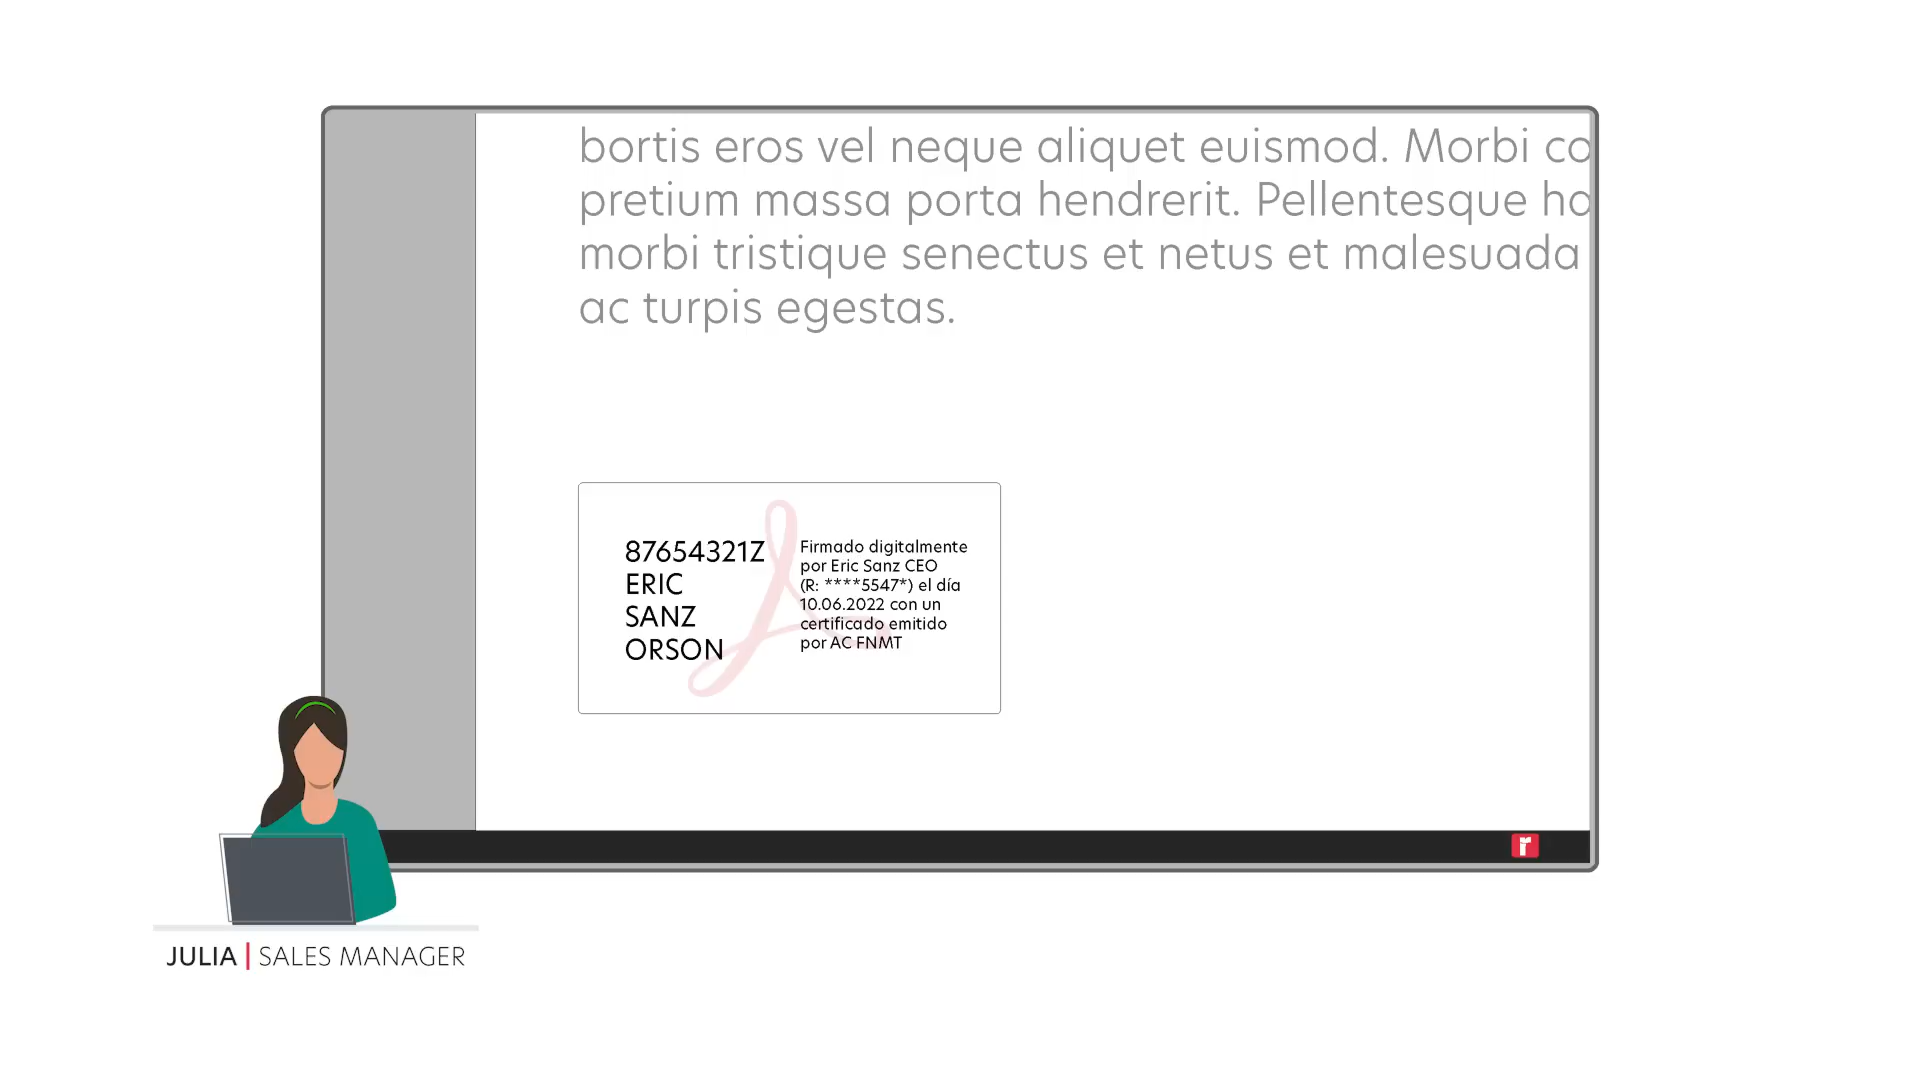 bortis eros vel neque aliquet euismod. Morbi co
pretium massa porta hendrerit. Pellentesque ha
morbi tristique senectus et netus et malesuada
ac turpis egestas.
87654321Z
ERIC
SANZ
ORSON
Firmado digitalmente
por Eric Sanz CEO
(R: ****5547*) el día
10.06.2022 con un
certificado emitido
por AC FNMT
r
JULIA | SALES MANAGER